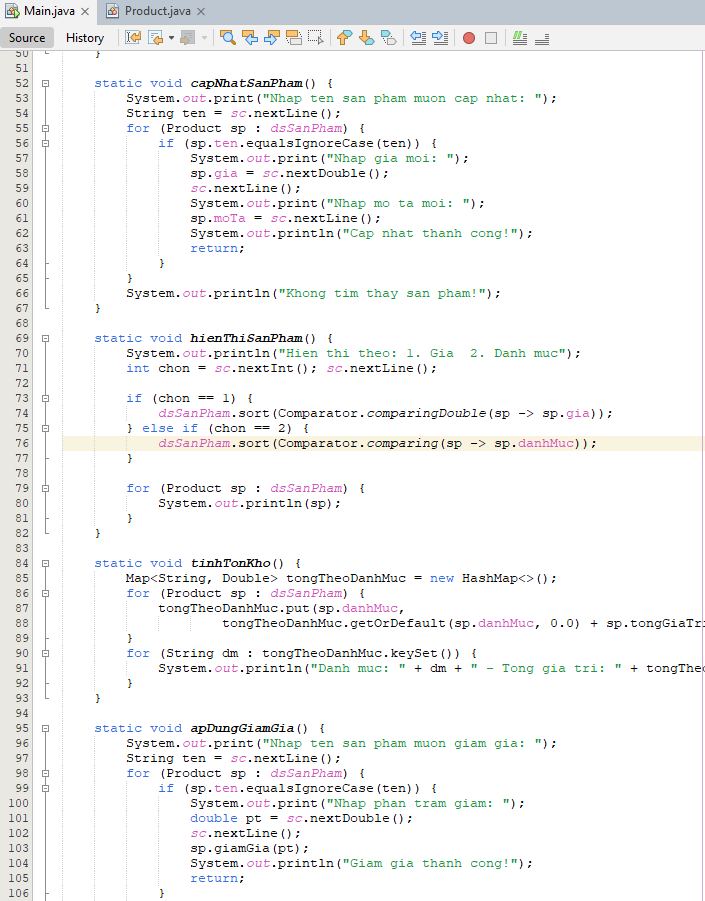 Main.java Product.java
Source History
50 }
51
52 static void capNhatSanPham() {
53 System.out.print("Nhap ten san pham muon cap nhat: ");
54 String ten = sc.nextLine();
55 for (Product sp : dsSanPham) {
56 if (sp.ten.equalsIgnoreCase(ten)) {
57 System.out.print("Nhap gia moi: ");
58 sp.gia = sc.nextDouble();
59 sc.nextLine();
60 System.out.print("Nhap mo ta moi: ");
61 sp.moTa = sc.nextLine();
62 System.out.println("Cap nhat thanh cong!");
63 return;
64 }
65 }
66 System.out.println("Khong tim thay san pham!");
67 }
68
69 static void hienThiSanPham() {
70 System.out.println("Hien thi theo: 1. Gia  2. Danh muc");
71 int chon = sc.nextInt(); sc.nextLine();
72
73 if (chon == 1) {
74 dsSanPham.sort(Comparator.comparingDouble(sp -> sp.gia));
75 } else if (chon == 2) {
76 dsSanPham.sort(Comparator.comparing(sp -> sp.danhMuc));
77 }
78
79 for (Product sp : dsSanPham) {
80 System.out.println(sp);
81 }
82 }
83
84 static void tinhTonKho() {
85 Map<String, Double> tongTheoDanhMuc = new HashMap<>();
86 for (Product sp : dsSanPham) {
87 tongTheoDanhMuc.put(sp.danhMuc,
88 tongTheoDanhMuc.getOrDefault(sp.danhMuc, 0.0) + sp.tongGiaTri
89 }
90 for (String dm : tongTheoDanhMuc.keySet()) {
91 System.out.println("Danh muc: " + dm + " - Tong gia tri: " + tongTheo
92 }
93 }
94
95 static void apDungGiamGia() {
96 System.out.print("Nhap ten san pham muon giam gia: ");
97 String ten = sc.nextLine();
98 for (Product sp : dsSanPham) {
99 if (sp.ten.equalsIgnoreCase(ten)) {
100 System.out.print("Nhap phan tram giam: ");
101 double pt = sc.nextDouble();
102 sc.nextLine();
103 sp.giamGia(pt);
104 System.out.println("Giam gia thanh cong!");
105 return;
106 }